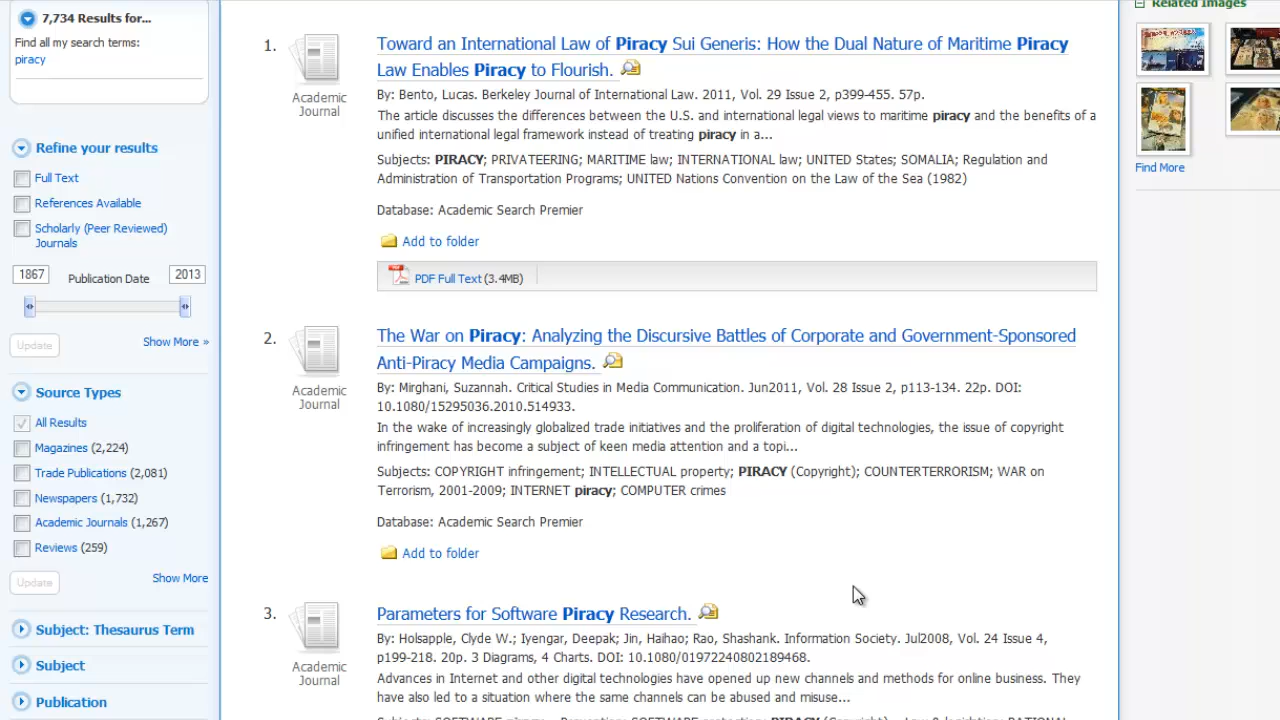 7,734 Results for...
Find all my search terms:
piracy
Refine your results
Full Text
References Available
Scholarly (Peer Reviewed)
Journals
1867 Publication Date 2013
Update
Show More »
Source Types
All Results
Magazines (2,224)
Trade Publications (2,081)
Newspapers (1,732)
Academic Journals (1,267)
Reviews (259)
Show More
Update
Subject: Thesaurus Term
Subject
Publication
1.
Academic
Journal
Toward an International Law of Piracy Sui Generis: How the Dual Nature of Maritime Piracy
Law Enables Piracy to Flourish.
By: Bento, Lucas. Berkeley Journal of International Law. 2011, Vol. 29 Issue 2, p399-455. 57p.
The article discusses the differences between the U.S. and international legal views to maritime piracy and the benefits of a
unified international legal framework instead of treating piracy in a...
Subjects: PIRACY; PRIVATEERING; MARITIME law; INTERNATIONAL law; UNITED States; SOMALIA; Regulation and
Administration of Transportation Programs; UNITED Nations Convention on the Law of the Sea (1982)
Database: Academic Search Premier
Add to folder
PDF Full Text (3.4MB)
2.
Academic
Journal
The War on Piracy: Analyzing the Discursive Battles of Corporate and Government-Sponsored
Anti-Piracy Media Campaigns.
By: Mirghani, Suzannah. Critical Studies in Media Communication. Jun2011, Vol. 28 Issue 2, p113-134. 22p. DOI:
10.1080/15295036.2010.514933.
In the wake of increasingly globalized trade initiatives and the proliferation of digital technologies, the issue of copyright
infringement has become a subject of keen media attention and a topi...
Subjects: COPYRIGHT infringement; INTELLECTUAL property; PIRACY (Copyright); COUNTERTERRORISM; WAR on
Terrorism, 2001-2009; INTERNET piracy; COMPUTER crimes
Database: Academic Search Premier
Add to folder
3.
Academic
Journal
Parameters for Software Piracy Research.
By: Holsapple, Clyde W.; Iyengar, Deepak; Jin, Haihao; Rao, Shashank. Information Society. Jul2008, Vol. 24 Issue 4,
p199-218. 20p. 3 Diagrams, 4 Charts. DOI: 10.1080/01972240802189468.
Advances in Internet and other digital technologies have opened up new channels and methods for online business. They
have also led to a situation where the same channels can be abused and misuse...
Subjects: SOFTWARE piracy -- Prevention; SOFTWARE protection; PIRACY (Copyright) -- Law & legislation; RATIONAL
Related Images
Find More